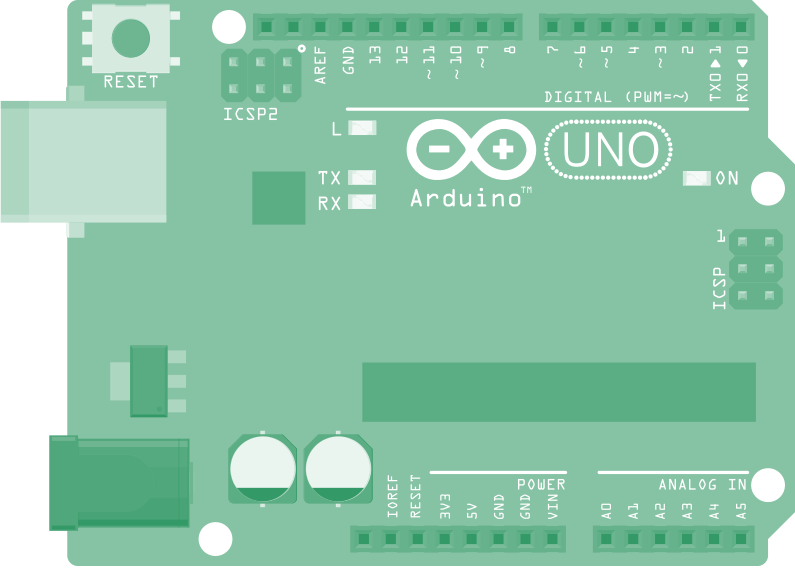 RESET
ICSP2
AREF
GND
13
12
~11
~10
~9
8
7
~6
~5
4
~3
2
TX0▶1
RX0◀0
DIGITAL (PWM=~)
L
TX
RX
UNO
Arduino™
ON
1
ICSP
IOREF
RESET
3V3
5V
GND
GND
VIN
POWER
ANALOG IN
A0
A1
A2
A3
A4
A5